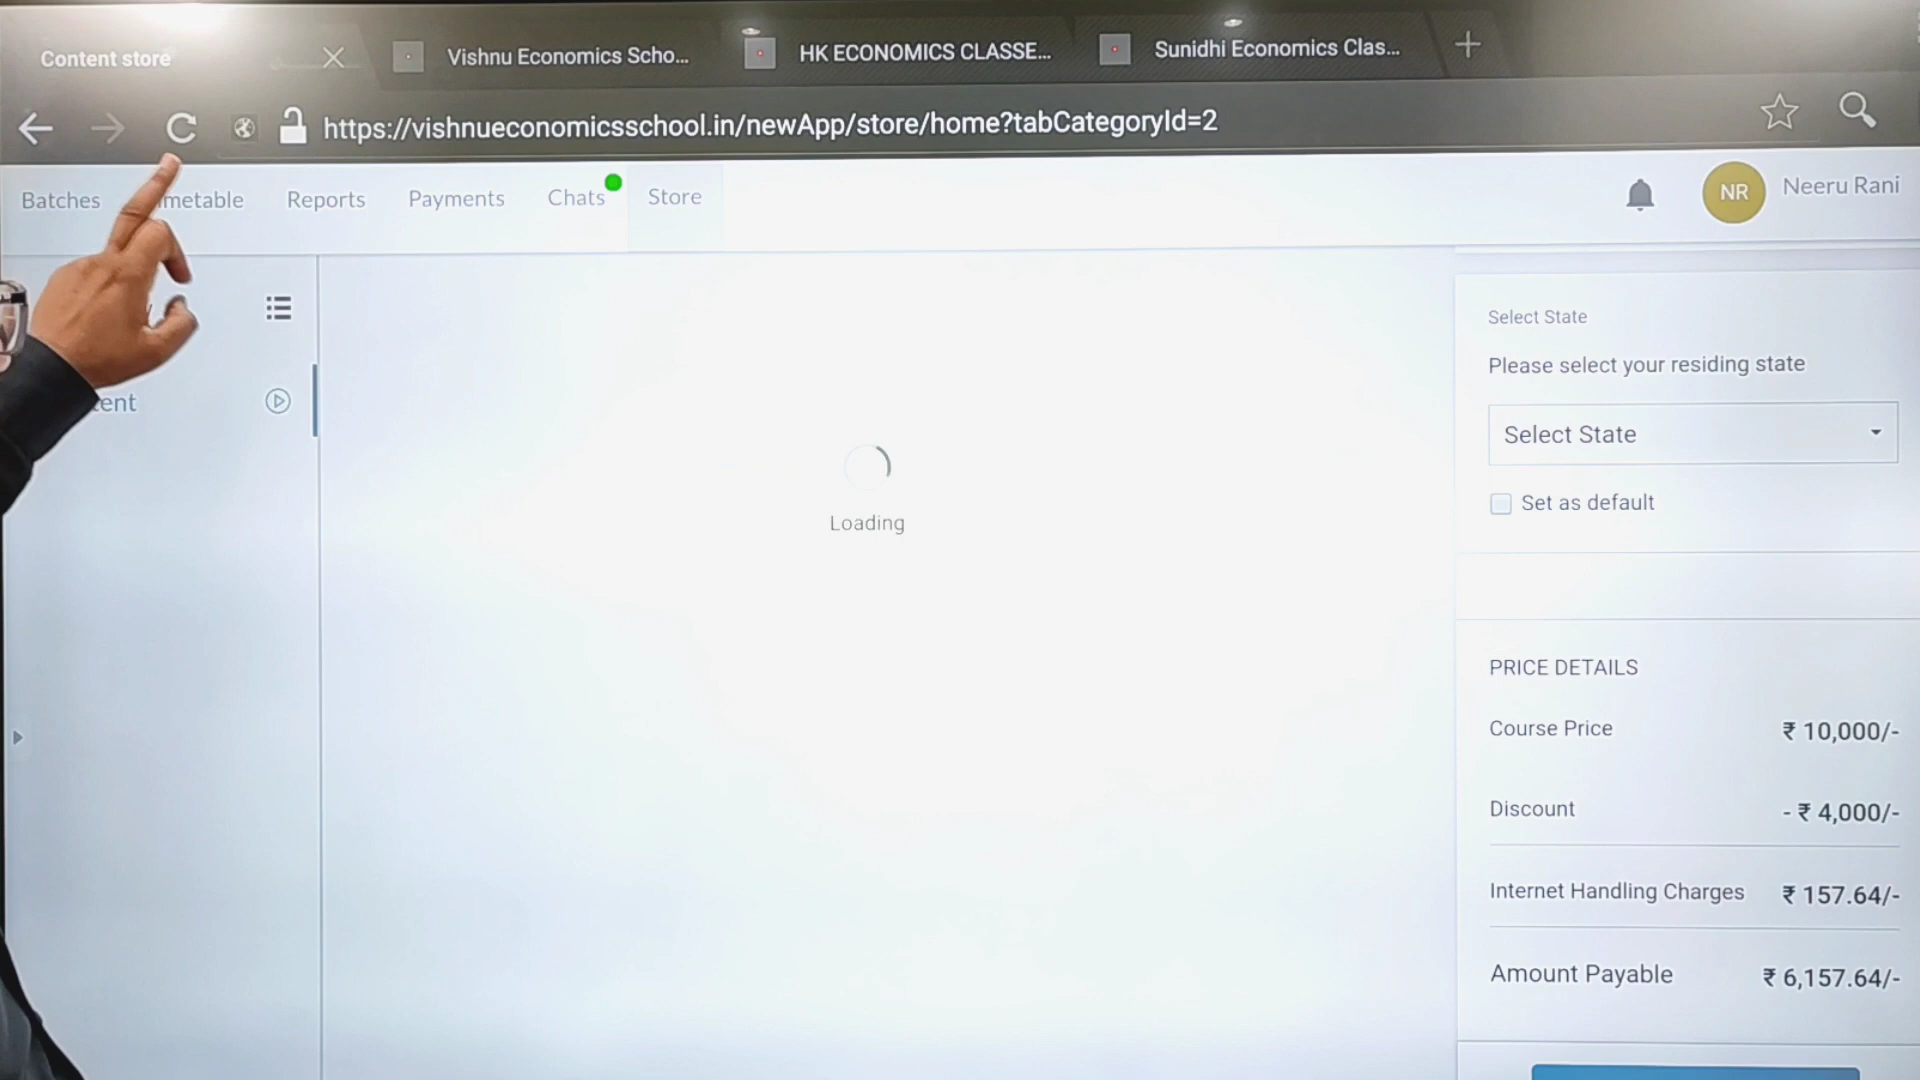 Content store
Vishnu Economics Scho...
HK ECONOMICS CLASSE...
Sunidhi Economics Clas...
https://vishnueconomicsschool.in/newApp/store/home?tabCategoryId=2
Batches
Reports
Payments
Chats
Store
NR
Neeru Rani
Loading
Select State
Please select your residing state
Select State
Set as default
PRICE DETAILS
Course Price ₹ 10,000/-
Discount - ₹ 4,000/-
Internet Handling Charges ₹ 157.64/-
Amount Payable ₹ 6,157.64/-